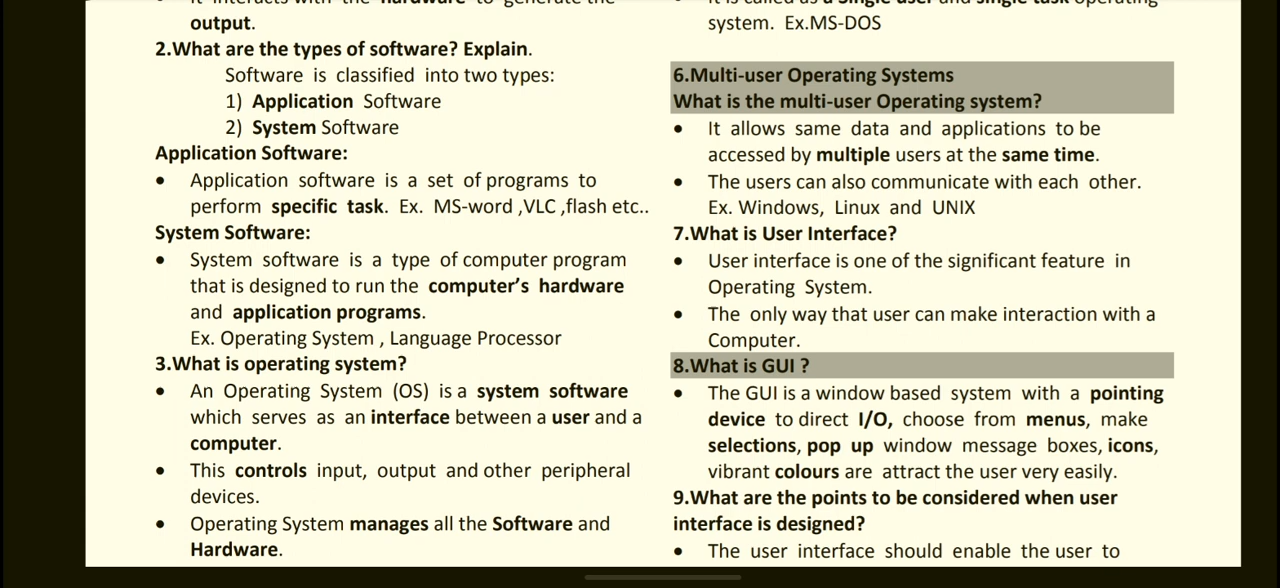 output.
2.What are the types of software? Explain.
Software is classified into two types:
1) Application Software
2) System Software
Application Software:
• Application software is a set of programs to
perform specific task. Ex. MS-word ,VLC ,flash etc..
System Software:
• System software is a type of computer program
that is designed to run the computer's hardware
and application programs.
Ex. Operating System , Language Processor
3.What is operating system?
• An Operating System (OS) is a system software
which serves as an interface between a user and a
computer.
• This controls input, output and other peripheral
devices.
• Operating System manages all the Software and
Hardware.
system. Ex.MS-DOS
6.Multi-user Operating Systems
What is the multi-user Operating system?
• It allows same data and applications to be
accessed by multiple users at the same time.
• The users can also communicate with each other.
Ex. Windows, Linux and UNIX
7.What is User Interface?
• User interface is one of the significant feature in
Operating System.
• The only way that user can make interaction with a
Computer.
8.What is GUI ?
• The GUI is a window based system with a pointing
device to direct I/O, choose from menus, make
selections, pop up window message boxes, icons,
vibrant colours are attract the user very easily.
9.What are the points to be considered when user
interface is designed?
• The user interface should enable the user to